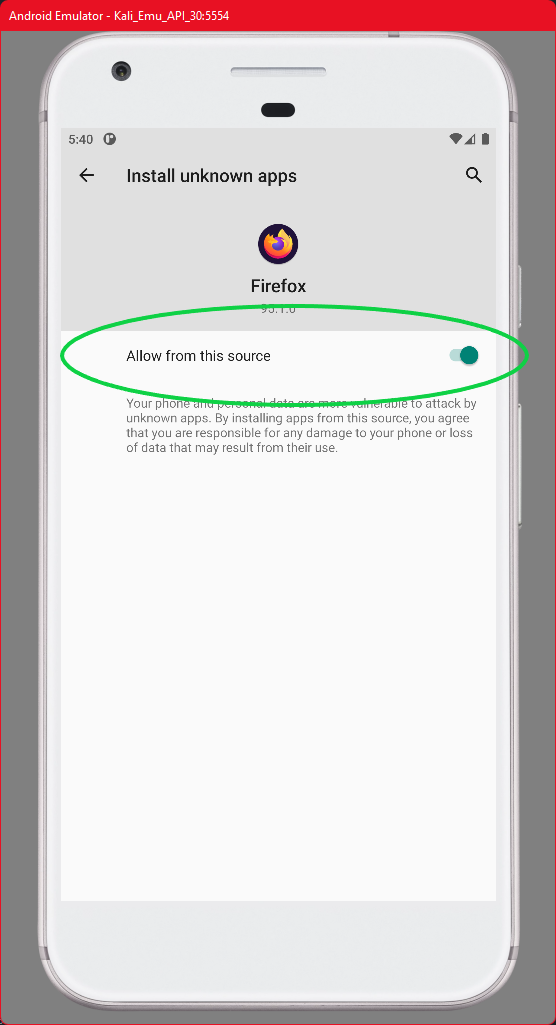 Android Emulator - Kali_Emu_API_30:5554
5:40
Install unknown apps
Firefox
95.1.0
Allow from this source
Your phone and personal data are more vulnerable to attack by
unknown apps. By installing apps from this source, you agree
that you are responsible for any damage to your phone or loss
of data that may result from their use.